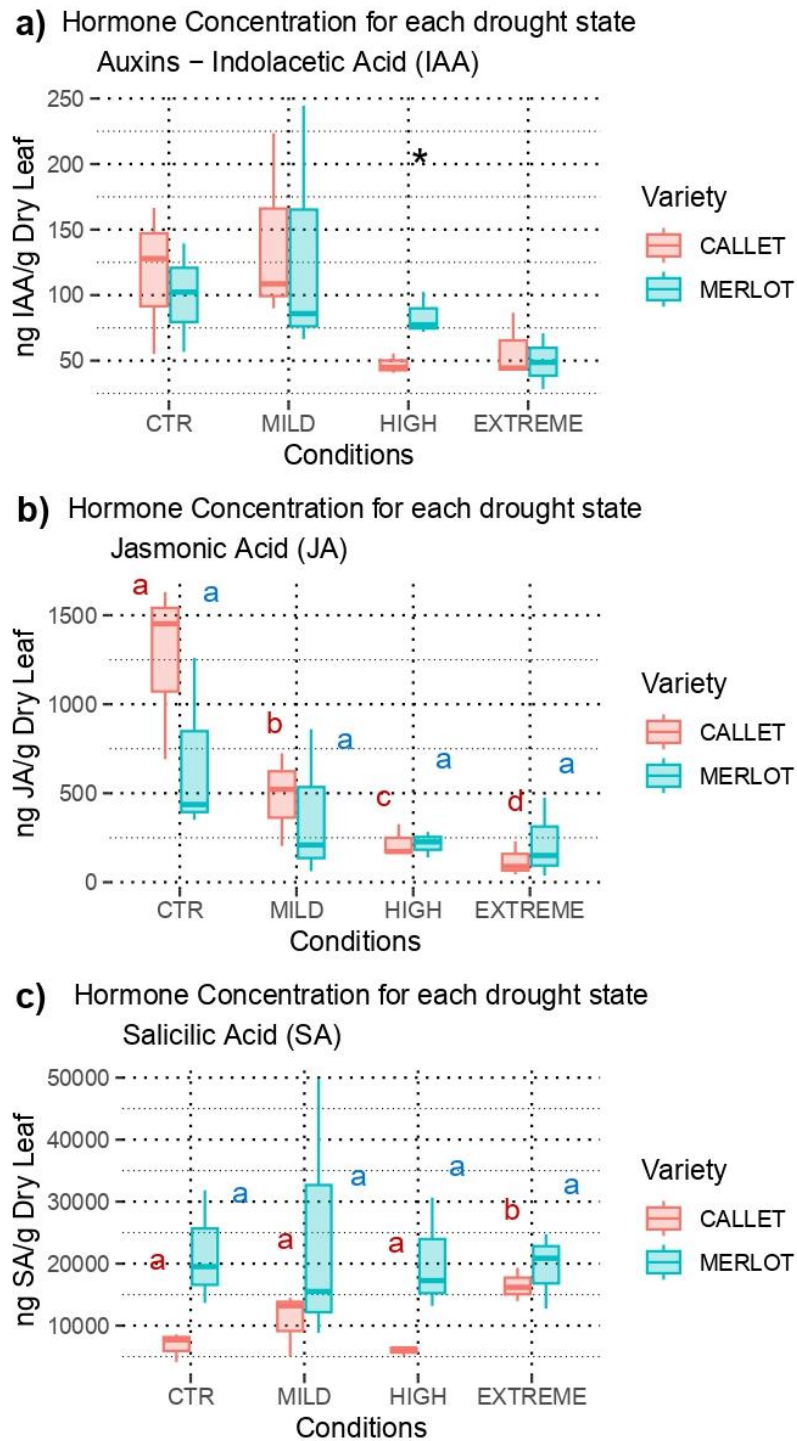 a) Hormone Concentration for each drought state
Auxins − Indolacetic Acid (IAA)
ng IAA/g Dry Leaf
250
200
150
100
50
*
CTR MILD HIGH EXTREME
Conditions
Variety
CALLET
MERLOT
b) Hormone Concentration for each drought state
Jasmonic Acid (JA)
ng JA/g Dry Leaf
1500
1000
500
0
a a
b a
c a
d a
CTR MILD HIGH EXTREME
Conditions
Variety
CALLET
MERLOT
c) Hormone Concentration for each drought state
Salicilic Acid (SA)
ng SA/g Dry Leaf
50000
40000
30000
20000
10000
a a
a a
a a
b a
CTR MILD HIGH EXTREME
Conditions
Variety
CALLET
MERLOT